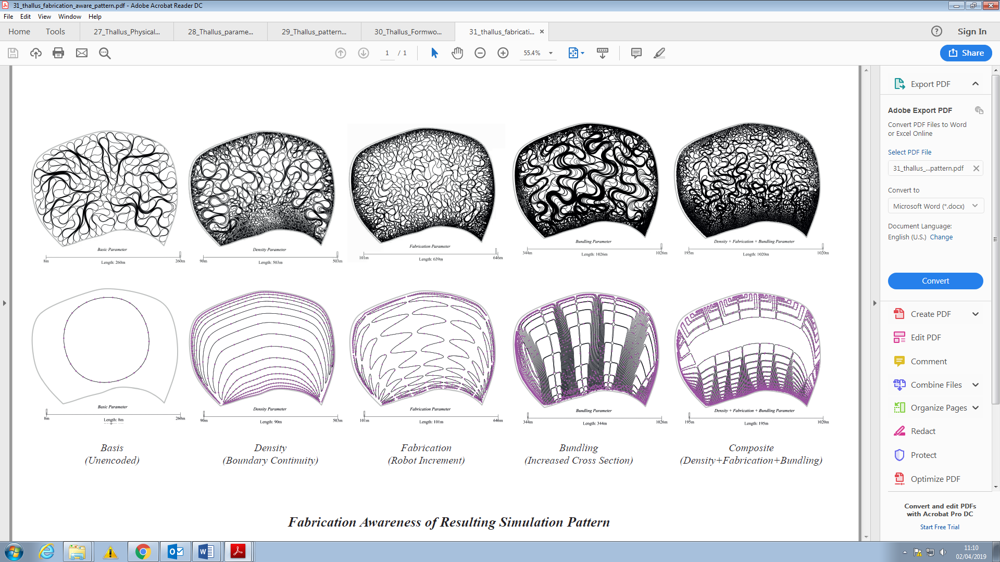 31_thallus_fabrication_aware_pattern.pdf - Adobe Acrobat Reader DC
File Edit View Window Help
Home Tools 27_Thallus_Physical... 28_Thallus_parame... 29_Thallus_pattern... 30_Thallus_Formwo... 31_thallus_fabricati... Sign In
1 / 1 55.4% Share
Export PDF
Adobe Export PDF
Convert PDF Files to Word
or Excel Online
Select PDF File
31_thallus_...pattern.pdf
Convert to
Microsoft Word (*.docx)
Document Language:
English (U.S.) Change
Convert
Create PDF
Edit PDF
Comment
Combine Files
Organize Pages
Redact
Protect
Optimize PDF
Convert and edit PDFs
with Acrobat Pro DC
Start Free Trial
Basic Parameter
8m 260m
Length: 260m
Density Parameter
90m 503m
Length: 503m
Fabrication Parameter
101m 646m
Length: 639m
Bundling Parameter
344m 1026m
Length: 1026m
Density + Fabrication + Bundling Parameter
195m 1020m
Length: 1020m
Basic Parameter
8m 260m
Length: 8m
Density Parameter
90m 503m
Length: 90m
Fabrication Parameter
101m 646m
Length: 101m
Bundling Parameter
344m 1026m
Length: 344m
Density + Fabrication + Bundling Parameter
195m 1020m
Length: 195m
Basis
(Unencoded)
Density
(Boundary Continuity)
Fabrication
(Robot Increment)
Bundling
(Increased Cross Section)
Composite
(Density+Fabrication+Bundling)
Fabrication Awareness of Resulting Simulation Pattern
11:10
02/04/2019